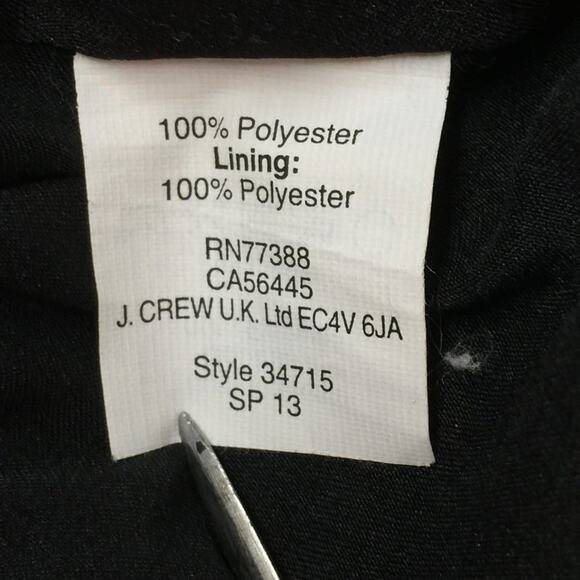 100% Polyester
Lining:
100% Polyester
RN77388
CA56445
J. CREW U.K. Ltd EC4V 6JA
Style 34715
SP 13